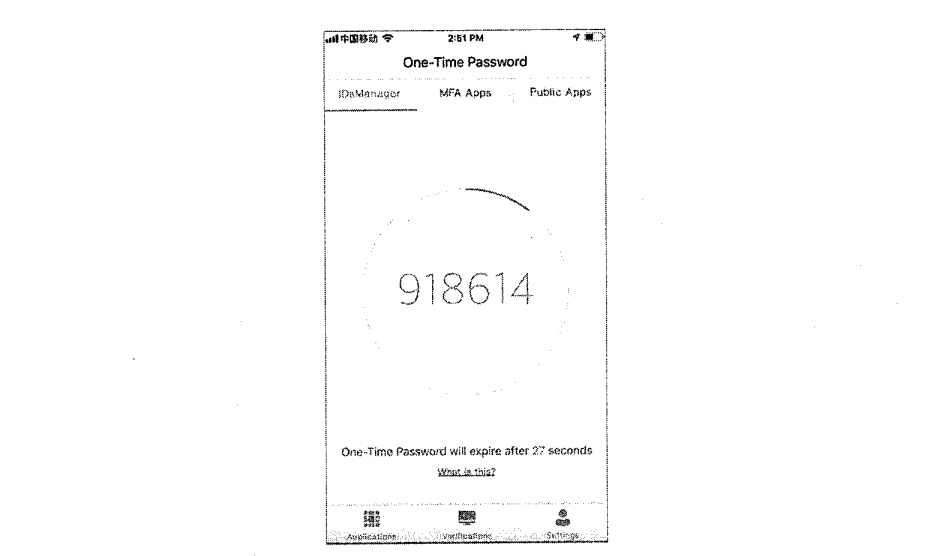 中国移动 2:51 PM
One-Time Password
IDsManager MFA Apps Public Apps
918614
One-Time Password will expire after 27 seconds
What is this?
Applications Verifications Settings